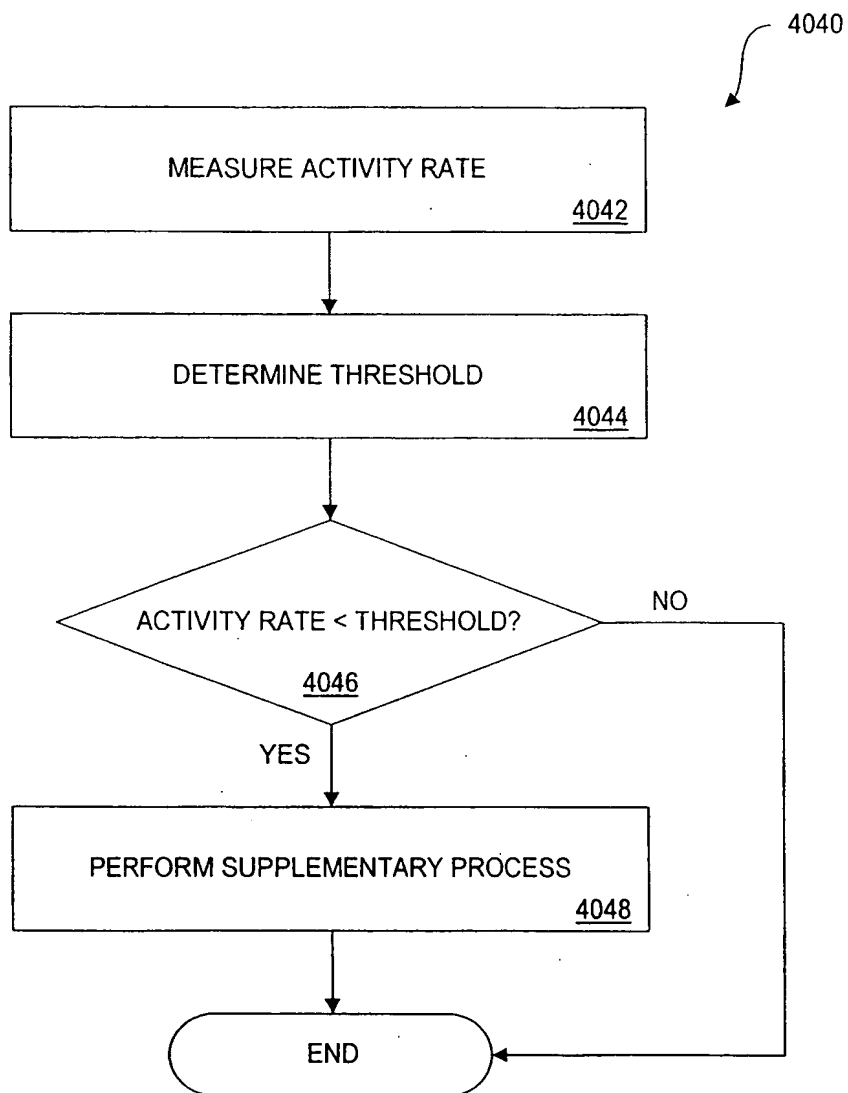 4040
MEASURE ACTIVITY RATE
4042
DETERMINE THRESHOLD
4044
ACTIVITY RATE < THRESHOLD?
4046
NO
YES
PERFORM SUPPLEMENTARY PROCESS
4048
END